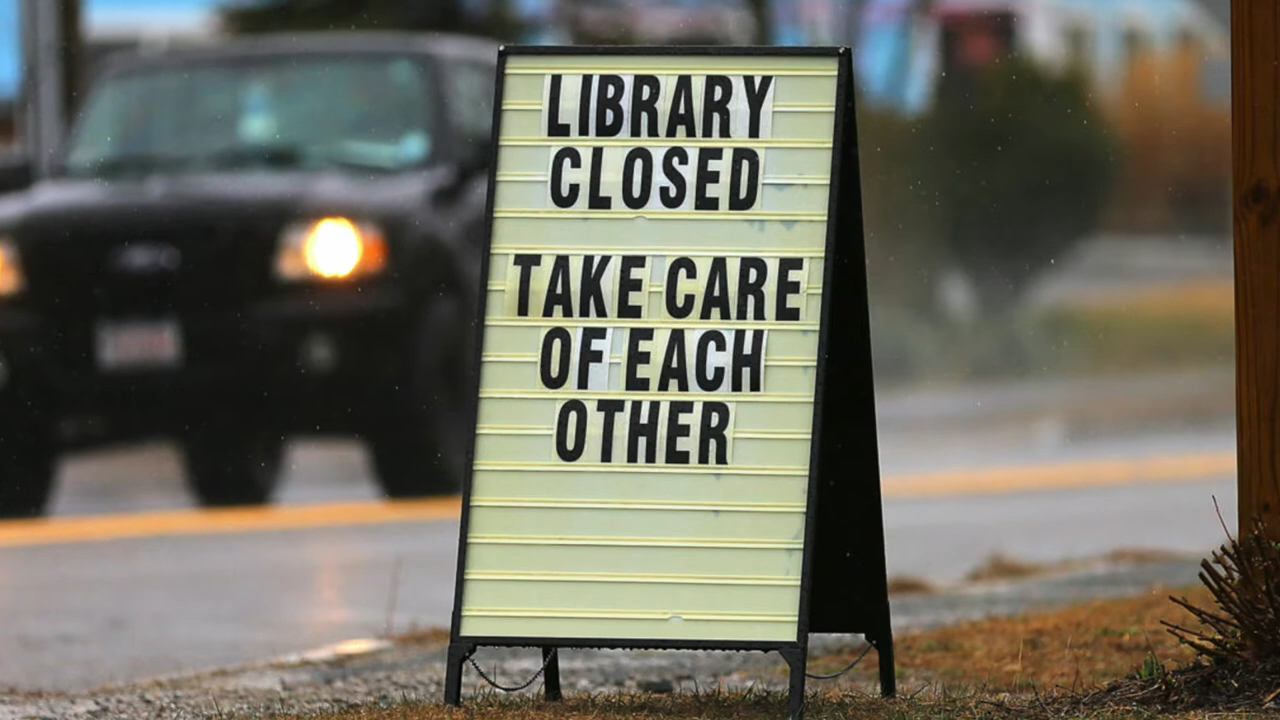 LIBRARY
CLOSED
TAKE CARE
OF EACH
OTHER